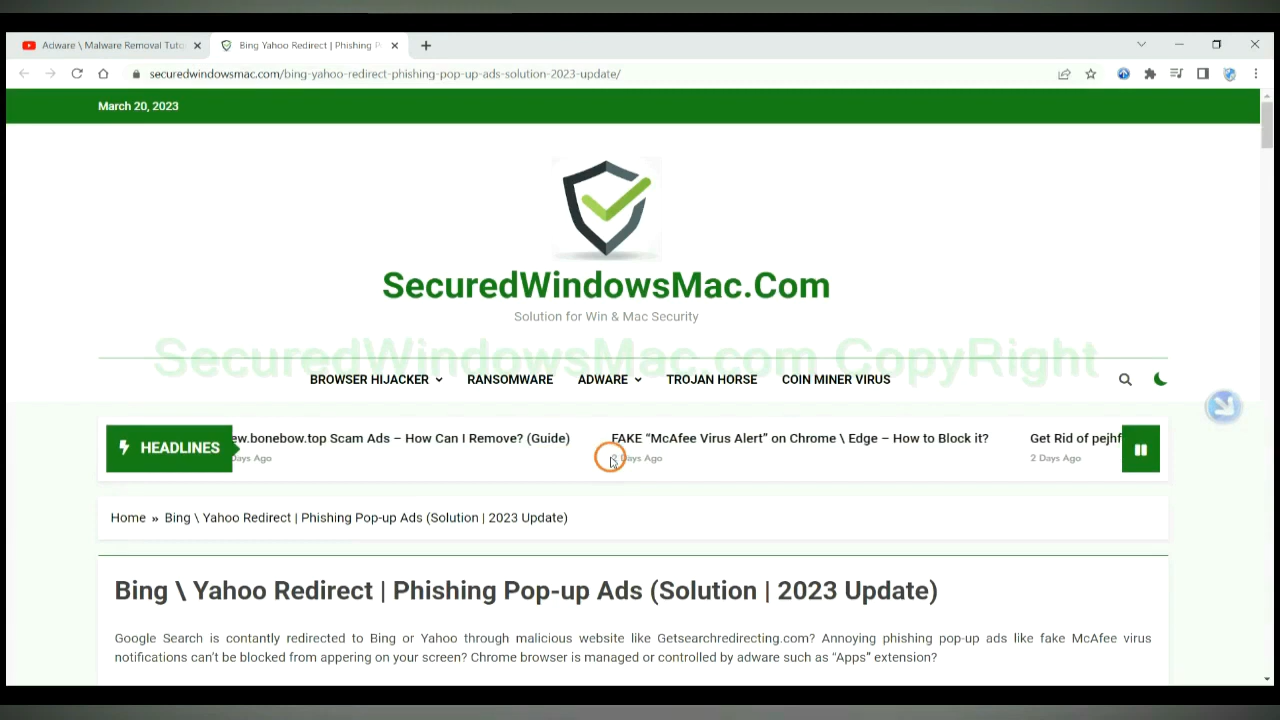 Adware \ Malware Removal Tuto
Bing Yahoo Redirect | Phishing P
securedwindowsmac.com/bing-yahoo-redirect-phishing-pop-up-ads-solution-2023-update/
March 20, 2023
SecuredWindowsMac.Com
Solution for Win & Mac Security
SecuredWindowsMac.com CopyRight
BROWSER HIJACKER
RANSOMWARE
ADWARE
TROJAN HORSE
COIN MINER VIRUS
HEADLINES
ew.bonebow.top Scam Ads – How Can I Remove? (Guide)
Days Ago
FAKE “McAfee Virus Alert” on Chrome \ Edge – How to Block it?
2 Days Ago
Get Rid of pejhf
2 Days Ago
Home » Bing \ Yahoo Redirect | Phishing Pop-up Ads (Solution | 2023 Update)
Bing \ Yahoo Redirect | Phishing Pop-up Ads (Solution | 2023 Update)
Google Search is contantly redirected to Bing or Yahoo through malicious website like Getsearchredirecting.com? Annoying phishing pop-up ads like fake McAfee virus
notifications can’t be blocked from appering on your screen? Chrome browser is managed or controlled by adware such as “Apps” extension?